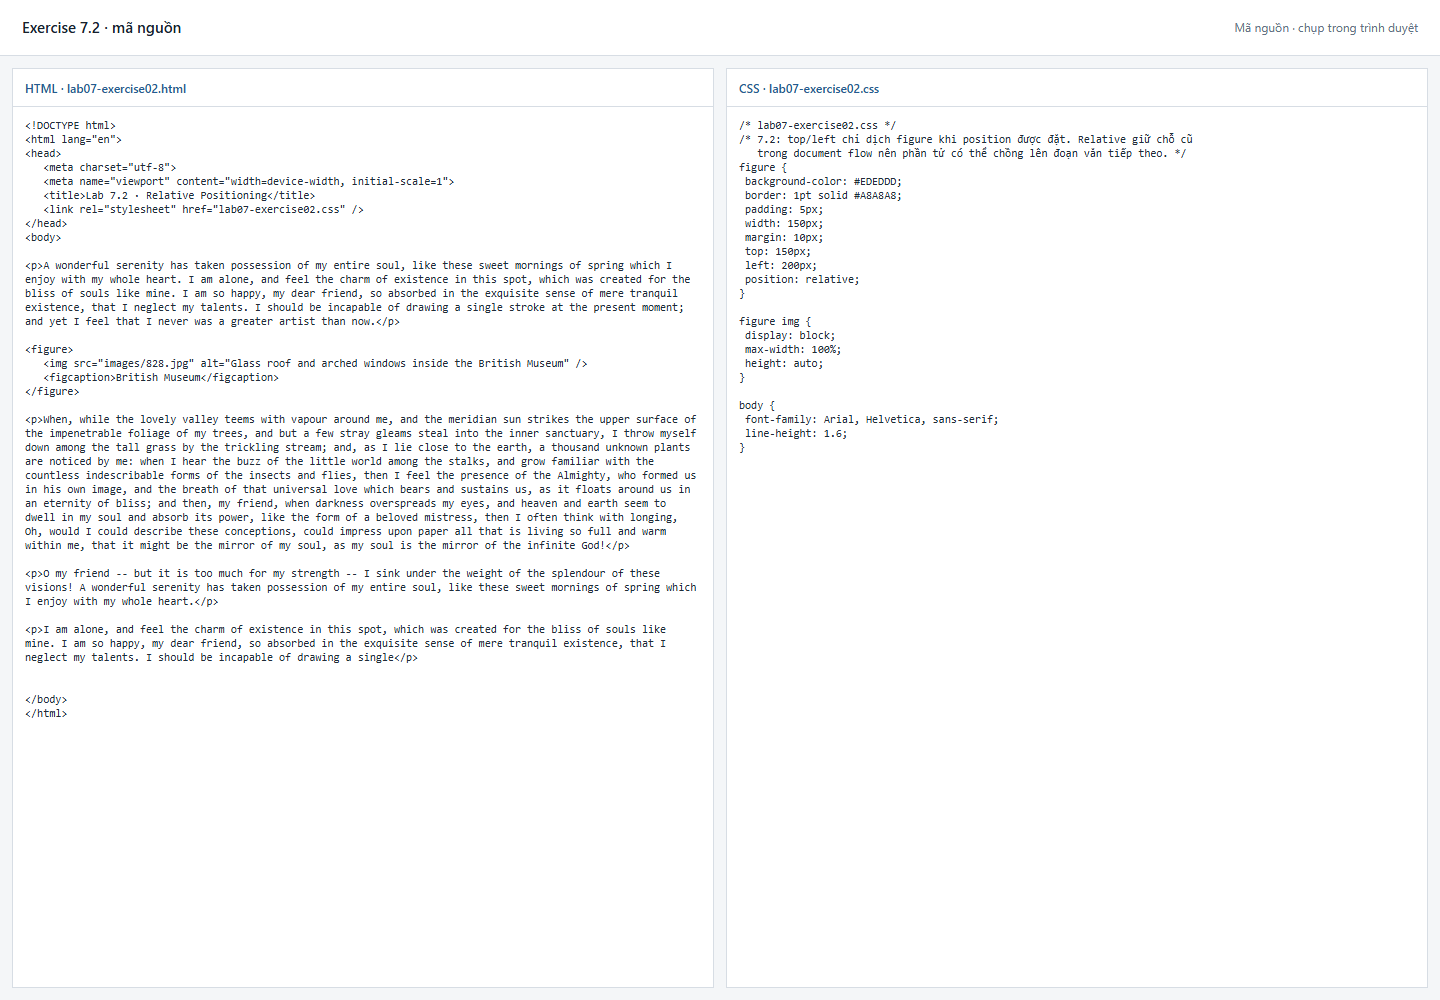 Exercise 7.2 · mã nguồn
Mã nguồn · chụp trong trình duyệt
HTML · lab07-exercise02.html
<!DOCTYPE html>
<html lang="en">
<head>
   <meta charset="utf-8">
   <meta name="viewport" content="width=device-width, initial-scale=1">
   <title>Lab 7.2 · Relative Positioning</title>
   <link rel="stylesheet" href="lab07-exercise02.css" />
</head>
<body>
<p>A wonderful serenity has taken possession of my entire soul, like these sweet mornings of spring which I
enjoy with my whole heart. I am alone, and feel the charm of existence in this spot, which was created for the
bliss of souls like mine. I am so happy, my dear friend, so absorbed in the exquisite sense of mere tranquil
existence, that I neglect my talents. I should be incapable of drawing a single stroke at the present moment;
and yet I feel that I never was a greater artist than now.</p>
<figure>
   <img src="images/828.jpg" alt="Glass roof and arched windows inside the British Museum" />
   <figcaption>British Museum</figcaption>
</figure>
<p>When, while the lovely valley teems with vapour around me, and the meridian sun strikes the upper surface of
the impenetrable foliage of my trees, and but a few stray gleams steal into the inner sanctuary, I throw myself
down among the tall grass by the trickling stream; and, as I lie close to the earth, a thousand unknown plants
are noticed by me: when I hear the buzz of the little world among the stalks, and grow familiar with the
countless indescribable forms of the insects and flies, then I feel the presence of the Almighty, who formed us
in his own image, and the breath of that universal love which bears and sustains us, as it floats around us in
an eternity of bliss; and then, my friend, when darkness overspreads my eyes, and heaven and earth seem to
dwell in my soul and absorb its power, like the form of a beloved mistress, then I often think with longing,
Oh, would I could describe these conceptions, could impress upon paper all that is living so full and warm
within me, that it might be the mirror of my soul, as my soul is the mirror of the infinite God!</p>
<p>O my friend -- but it is too much for my strength -- I sink under the weight of the splendour of these
visions! A wonderful serenity has taken possession of my entire soul, like these sweet mornings of spring which
I enjoy with my whole heart.</p>
<p>I am alone, and feel the charm of existence in this spot, which was created for the bliss of souls like
mine. I am so happy, my dear friend, so absorbed in the exquisite sense of mere tranquil existence, that I
neglect my talents. I should be incapable of drawing a single</p>
</body>
</html>
CSS · lab07-exercise02.css
/* lab07-exercise02.css */
/* 7.2: top/left chỉ dịch figure khi position được đặt. Relative giữ chỗ cũ
   trong document flow nên phần tử có thể chồng lên đoạn văn tiếp theo. */
figure {
 background-color: #EDEDDD;
 border: 1pt solid #A8A8A8;
 padding: 5px;
 width: 150px;
 margin: 10px;
 top: 150px;
 left: 200px;
 position: relative;
}
figure img {
 display: block;
 max-width: 100%;
 height: auto;
}
body {
 font-family: Arial, Helvetica, sans-serif;
 line-height: 1.6;
}